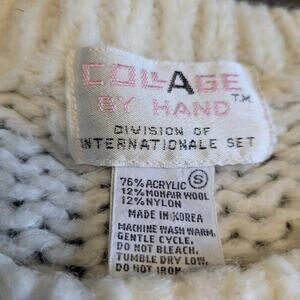 COLLAGE
BY HAND T.M.
DIVISION OF
INTERNATIONALE SET
76% ACRYLIC S
12% MOHAIR WOOL
12% NYLON
MADE IN KOREA
MACHINE WASH WARM,
GENTLE CYCLE.
DO NOT BLEACH.
TUMBLE DRY LOW.
DO NOT IRON